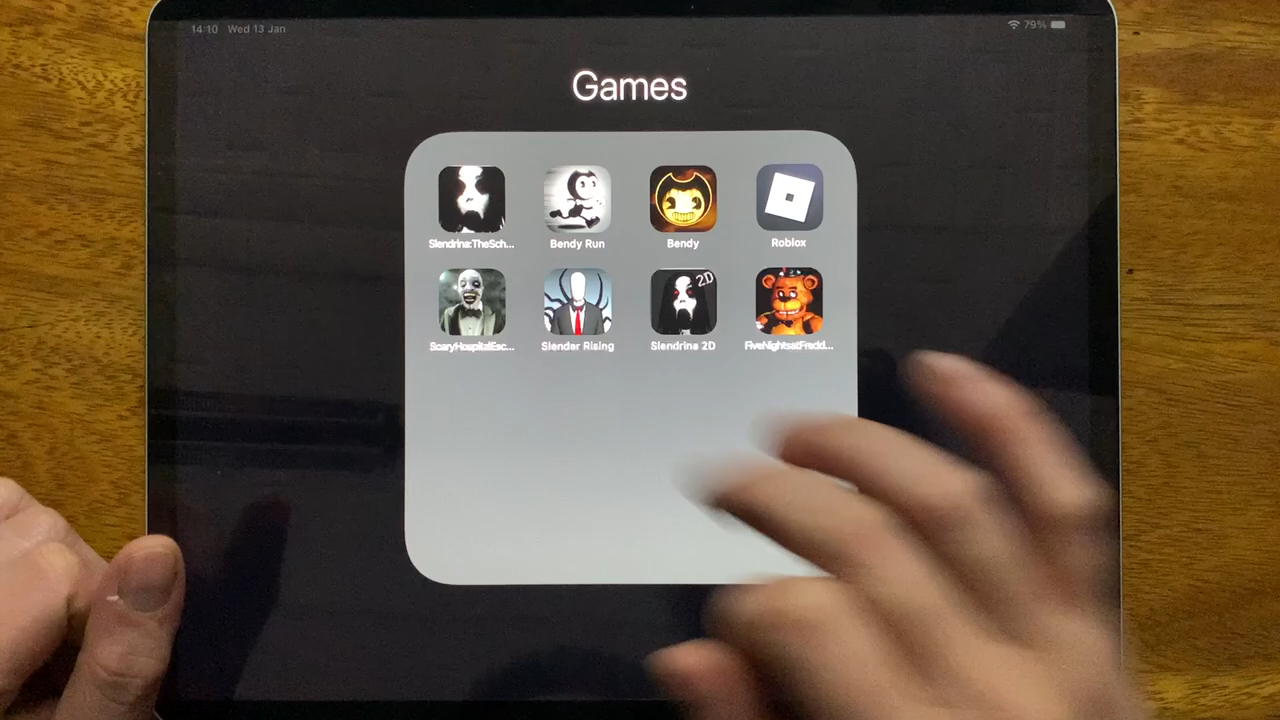 14:10 Wed 13 Jan
79%
Games
Slendrina:TheSch...
Bendy Run
Bendy
Roblox
2D
ScaryHospitalEsc...
Slender Rising
Slendrina 2D
FiveNightsatFredd...